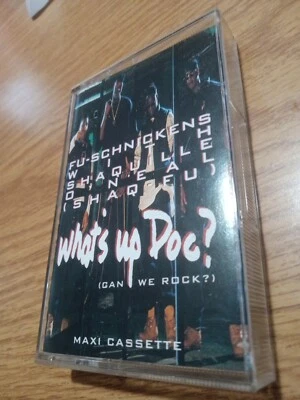 FU-SCHNICKENS
WITH
SHAQUILLE
O'NEAL
(SHAQ-FU)
What's up Doc?
(CAN WE ROCK?)
MAXI CASSETTE